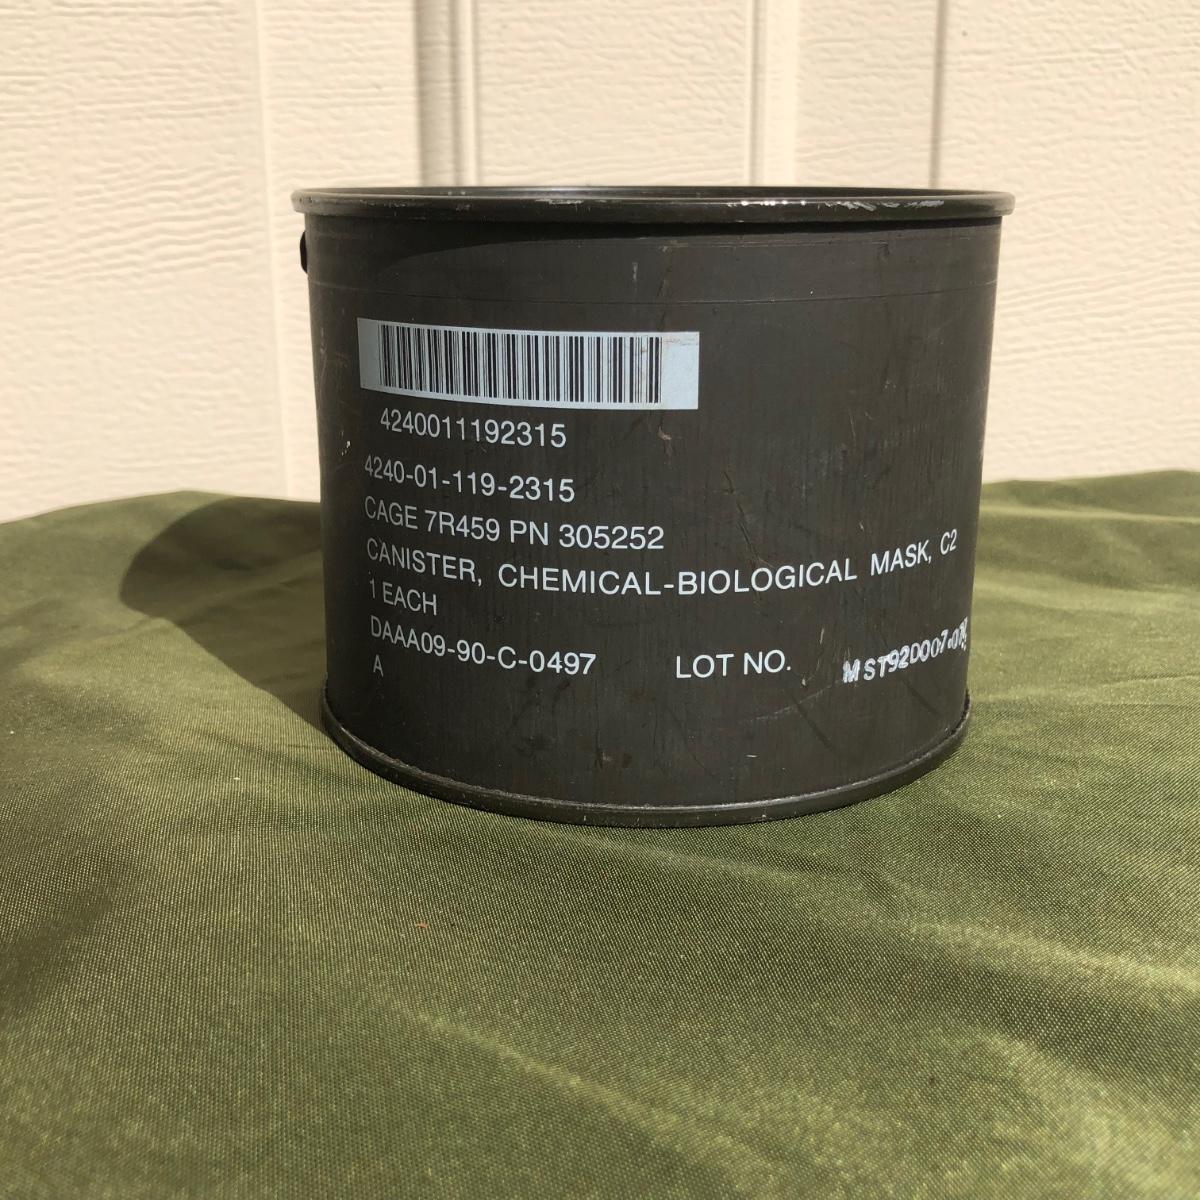 4240011192315
4240-01-119-2315
CAGE 7R459 PN 305252
CANISTER, CHEMICAL-BIOLOGICAL MASK, C2
1 EACH
DAAA09-90-C-0497 LOT NO.
A